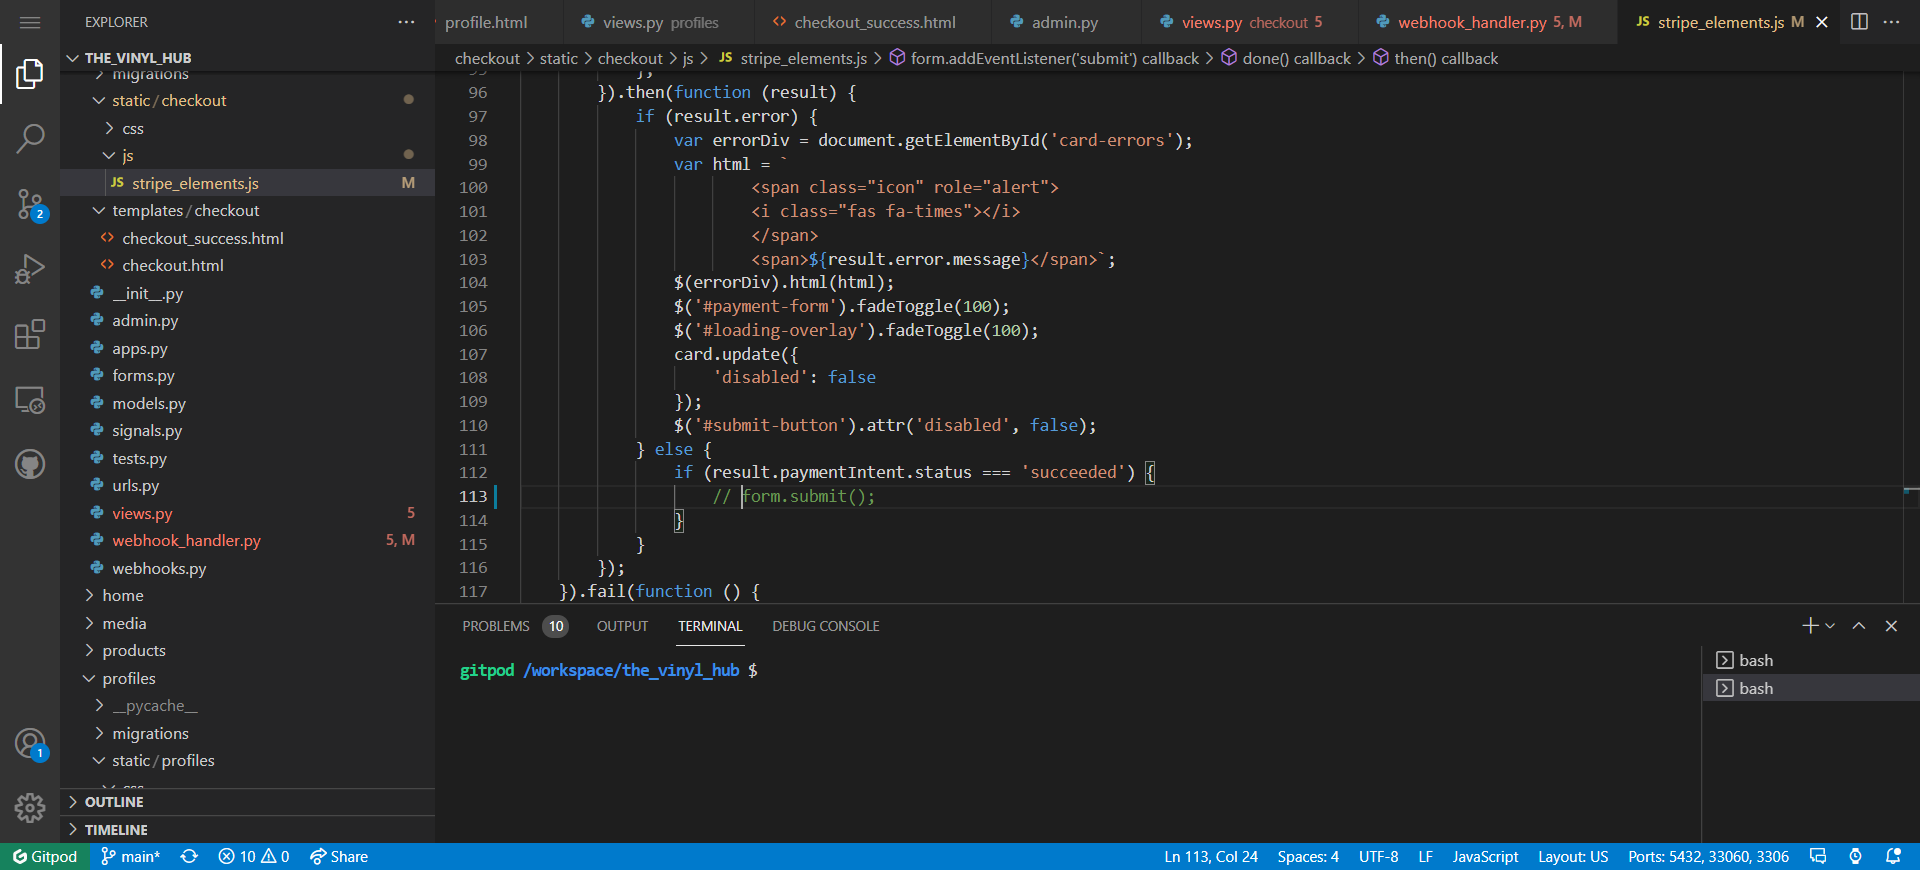 EXPLORER
THE_VINYL_HUB
migrations
static / checkout
css
js
JS stripe_elements.js M
templates / checkout
<> checkout_success.html
<> checkout.html
__init__.py
admin.py
apps.py
forms.py
models.py
signals.py
tests.py
urls.py
views.py 5
webhook_handler.py 5, M
webhooks.py
home
media
products
profiles
__pycache__
migrations
static / profiles
css
OUTLINE
TIMELINE
2
1
profile.html
views.py profiles
<> checkout_success.html
admin.py
views.py checkout 5
webhook_handler.py 5, M
JS stripe_elements.js M
checkout > static > checkout > js > JS stripe_elements.js > form.addEventListener('submit') callback > done() callback > then() callback
95 },
96 }).then(function (result) {
97 if (result.error) {
98 var errorDiv = document.getElementById('card-errors');
99 var html = `
100 <span class="icon" role="alert">
101 <i class="fas fa-times"></i>
102 </span>
103 <span>${result.error.message}</span>`;
104 $(errorDiv).html(html);
105 $('#payment-form').fadeToggle(100);
106 $('#loading-overlay').fadeToggle(100);
107 card.update({
108 'disabled': false
109 });
110 $('#submit-button').attr('disabled', false);
111 } else {
112 if (result.paymentIntent.status === 'succeeded') {
113 // form.submit();
114 }
115 }
116 });
117 }).fail(function () {
PROBLEMS 10 OUTPUT TERMINAL DEBUG CONSOLE
gitpod /workspace/the_vinyl_hub $
bash
bash
Gitpod main* 10 0 Share Ln 113, Col 24 Spaces: 4 UTF-8 LF JavaScript Layout: US Ports: 5432, 33060, 3306